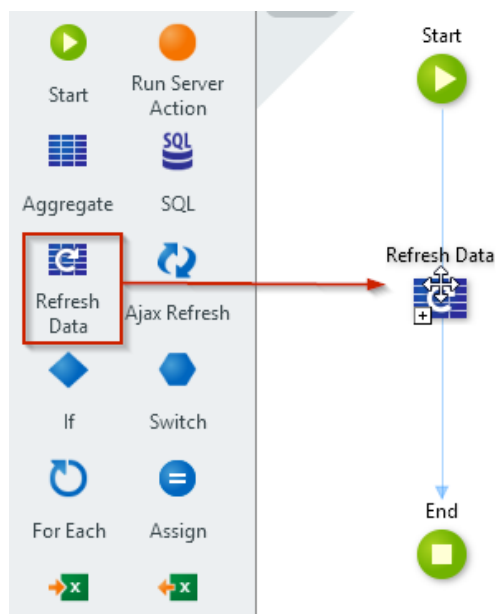 Start
Run Server
Action
Aggregate
SQL
SQL
Refresh
Data
Ajax Refresh
If
Switch
For Each
Assign
x
x
Start
Refresh Data
End